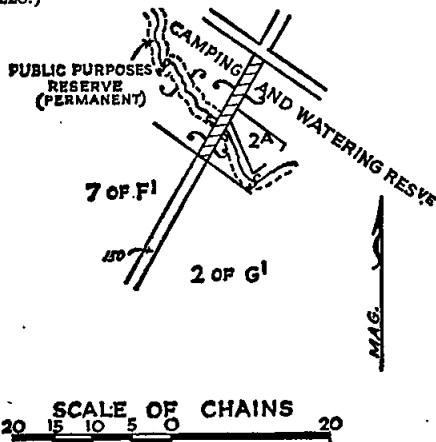 CAMPING AND WATERING RESVE
PUBLIC PURPOSES
RESERVE
(PERMANENT)
2A
7 OF F¹
150
2 OF G¹
MAG.
SCALE OF CHAINS
20 15 10 5 0 20